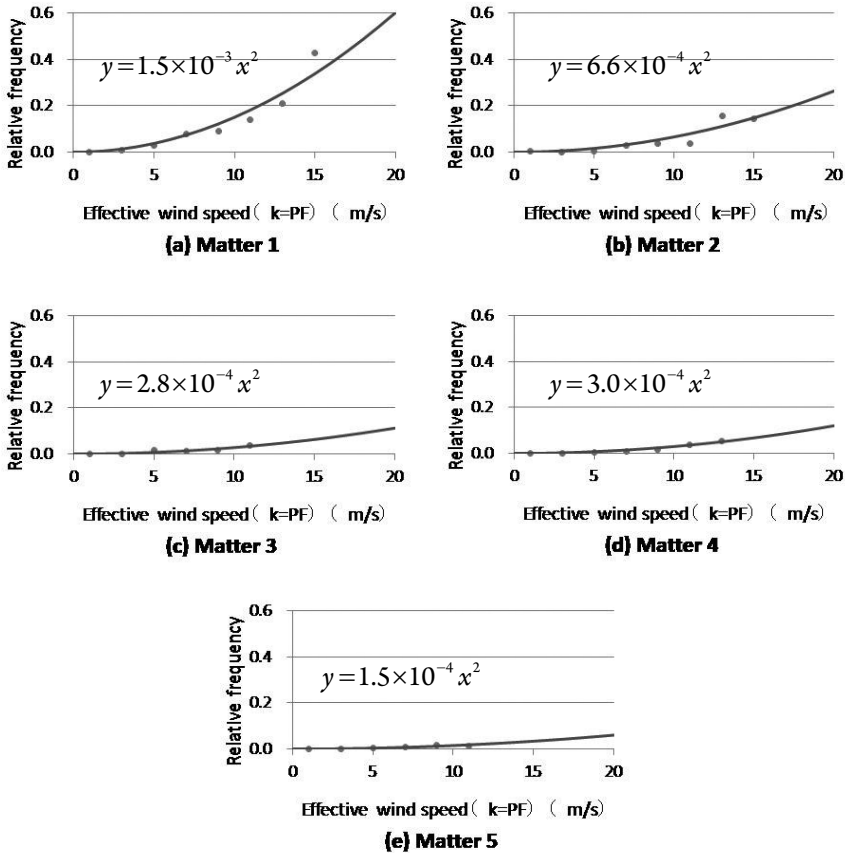 Relative frequency
0.6
0.4
0.2
0.0
y = 1.5×10⁻³ x²
0 5 10 15 20
Effective wind speed( k=PF) ( m/s)
(a) Matter 1
Relative frequency
0.6
0.4
0.2
0.0
y = 6.6×10⁻⁴ x²
0 5 10 15 20
Effective wind speed( k=PF) ( m/s)
(b) Matter 2
Relative frequency
0.6
0.4
0.2
0.0
y = 2.8×10⁻⁴ x²
0 5 10 15 20
Effective wind speed( k=PF) ( m/s)
(c) Matter 3
Relative frequency
0.6
0.4
0.2
0.0
y = 3.0×10⁻⁴ x²
0 5 10 15 20
Effective wind speed( k=PF) ( m/s)
(d) Matter 4
Relative frequency
0.6
0.4
0.2
0.0
y = 1.5×10⁻⁴ x²
0 5 10 15 20
Effective wind speed( k=PF) ( m/s)
(e) Matter 5